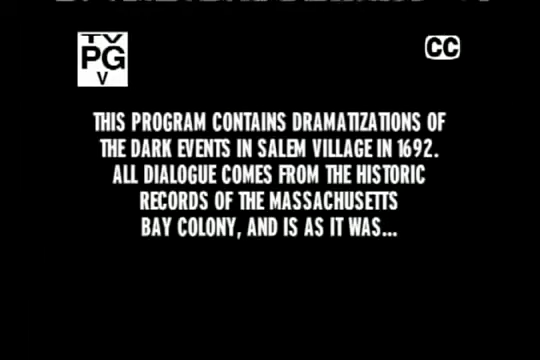 TV
PG
V
CC
THIS PROGRAM CONTAINS DRAMATIZATIONS OF
THE DARK EVENTS IN SALEM VILLAGE IN 1692.
ALL DIALOGUE COMES FROM THE HISTORIC
RECORDS OF THE MASSACHUSETTS
BAY COLONY, AND IS AS IT WAS...